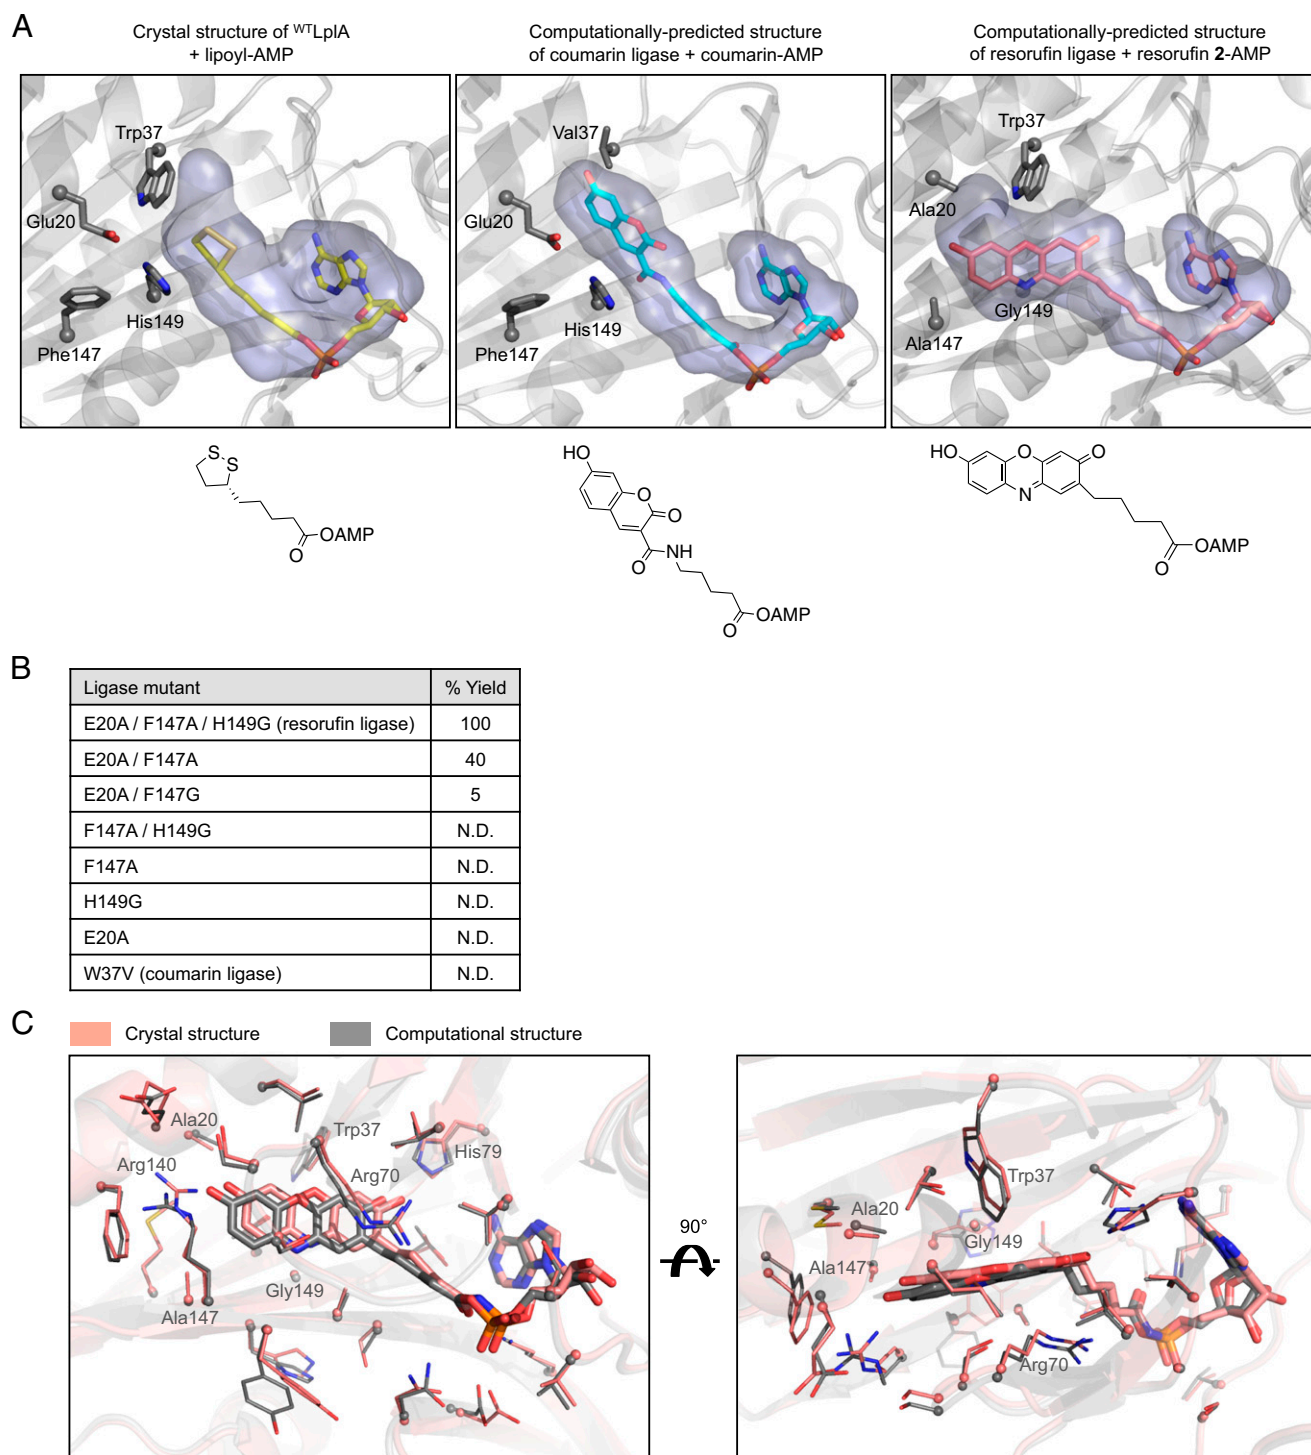 A
Crystal structure of WTLplA
+ lipoyl-AMP
Computationally-predicted structure
of coumarin ligase + coumarin-AMP
Computationally-predicted structure
of resorufin ligase + resorufin 2-AMP
Trp37
Glu20
His149
Phe147
Val37
Glu20
His149
Phe147
Trp37
Ala20
Gly149
Ala147
S
S
O
OAMP
HO
O
O
O
NH
O
OAMP
HO
O
O
N
O
OAMP
B
Ligase mutant % Yield
E20A / F147A / H149G (resorufin ligase) 100
E20A / F147A 40
E20A / F147G 5
F147A / H149G N.D.
F147A N.D.
H149G N.D.
E20A N.D.
W37V (coumarin ligase) N.D.
C
Crystal structure
Computational structure
Ala20
Trp37
His79
Arg140
Arg70
Gly149
Ala147
90°
Trp37
Ala20
Gly149
Ala147
Arg70